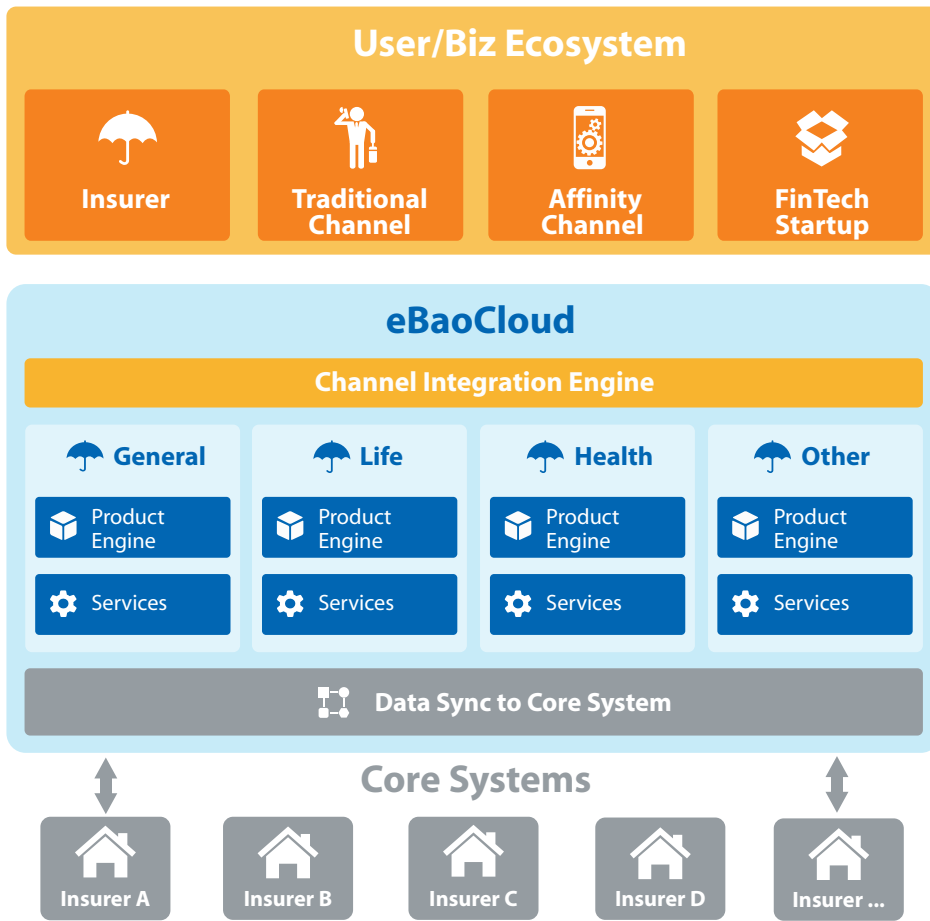 User/Biz Ecosystem
Insurer
Traditional
Channel
Affinity
Channel
FinTech
Startup
eBaoCloud
Channel Integration Engine
General
Product
Engine
Services
Life
Product
Engine
Services
Health
Product
Engine
Services
Other
Product
Engine
Services
Data Sync to Core System
Core Systems
Insurer A
Insurer B
Insurer C
Insurer D
Insurer ...